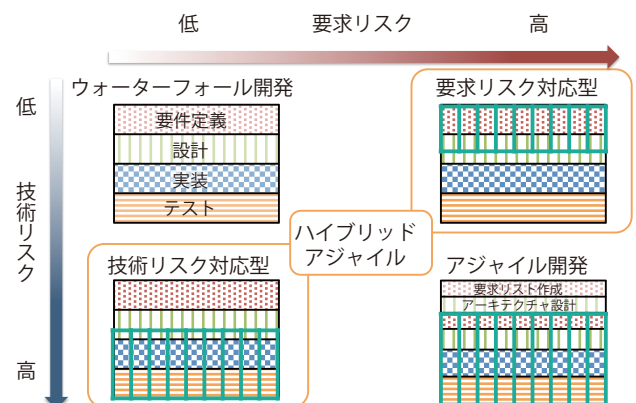 低
要求リスク
高
低
技術リスク
高
ウォーターフォール開発
要件定義
設計
実装
テスト
要求リスク対応型
ハイブリッド
アジャイル
技術リスク対応型
アジャイル開発
要求リスト作成
アーキテクチャ設計